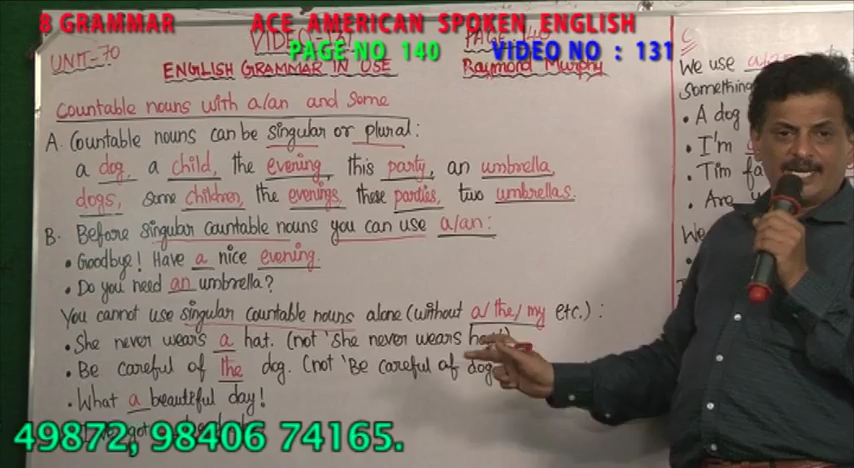 8 GRAMMAR ACE AMERICAN SPOKEN ENGLISH
VIDEO-131 PAGE-140
PAGE NO 140 VIDEO NO : 131
UNIT-70
ENGLISH GRAMMAR IN USE Raymond Murphy
Countable nouns with a/an and Some
A. Countable nouns can be singular or plural:
a dog, a child, the evening, this party, an umbrella,
dogs, some children, the evenings, these parties, two umbrellas.
B. Before singular countable nouns you can use a/an:
• Goodbye! Have a nice evening.
• Do you need an umbrella?
You cannot use singular countable nouns alone (without a/the/my etc.):
• She never wears a hat. (not 'She never wears hat')
• Be careful of the dog. (not 'Be careful of dog
• What a beautiful day!
49872, 98406 74165.
C
We use a/an
Something
• A dog
• I'm
• Tim
• Are
We